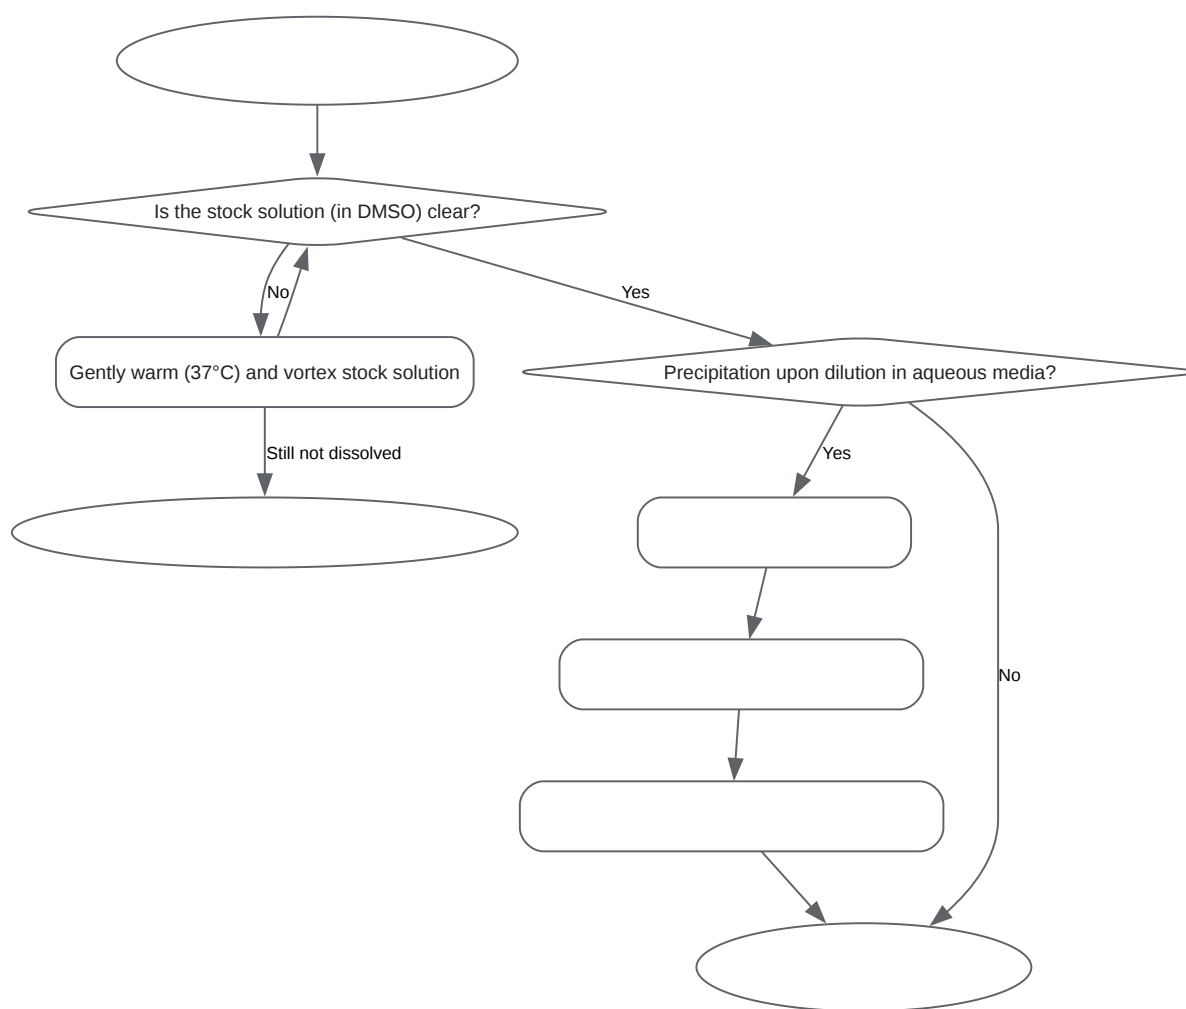 Is the stock solution (in DMSO) clear?
No
Yes
Gently warm (37°C) and vortex stock solution
Precipitation upon dilution in aqueous media?
Still not dissolved
Yes
No